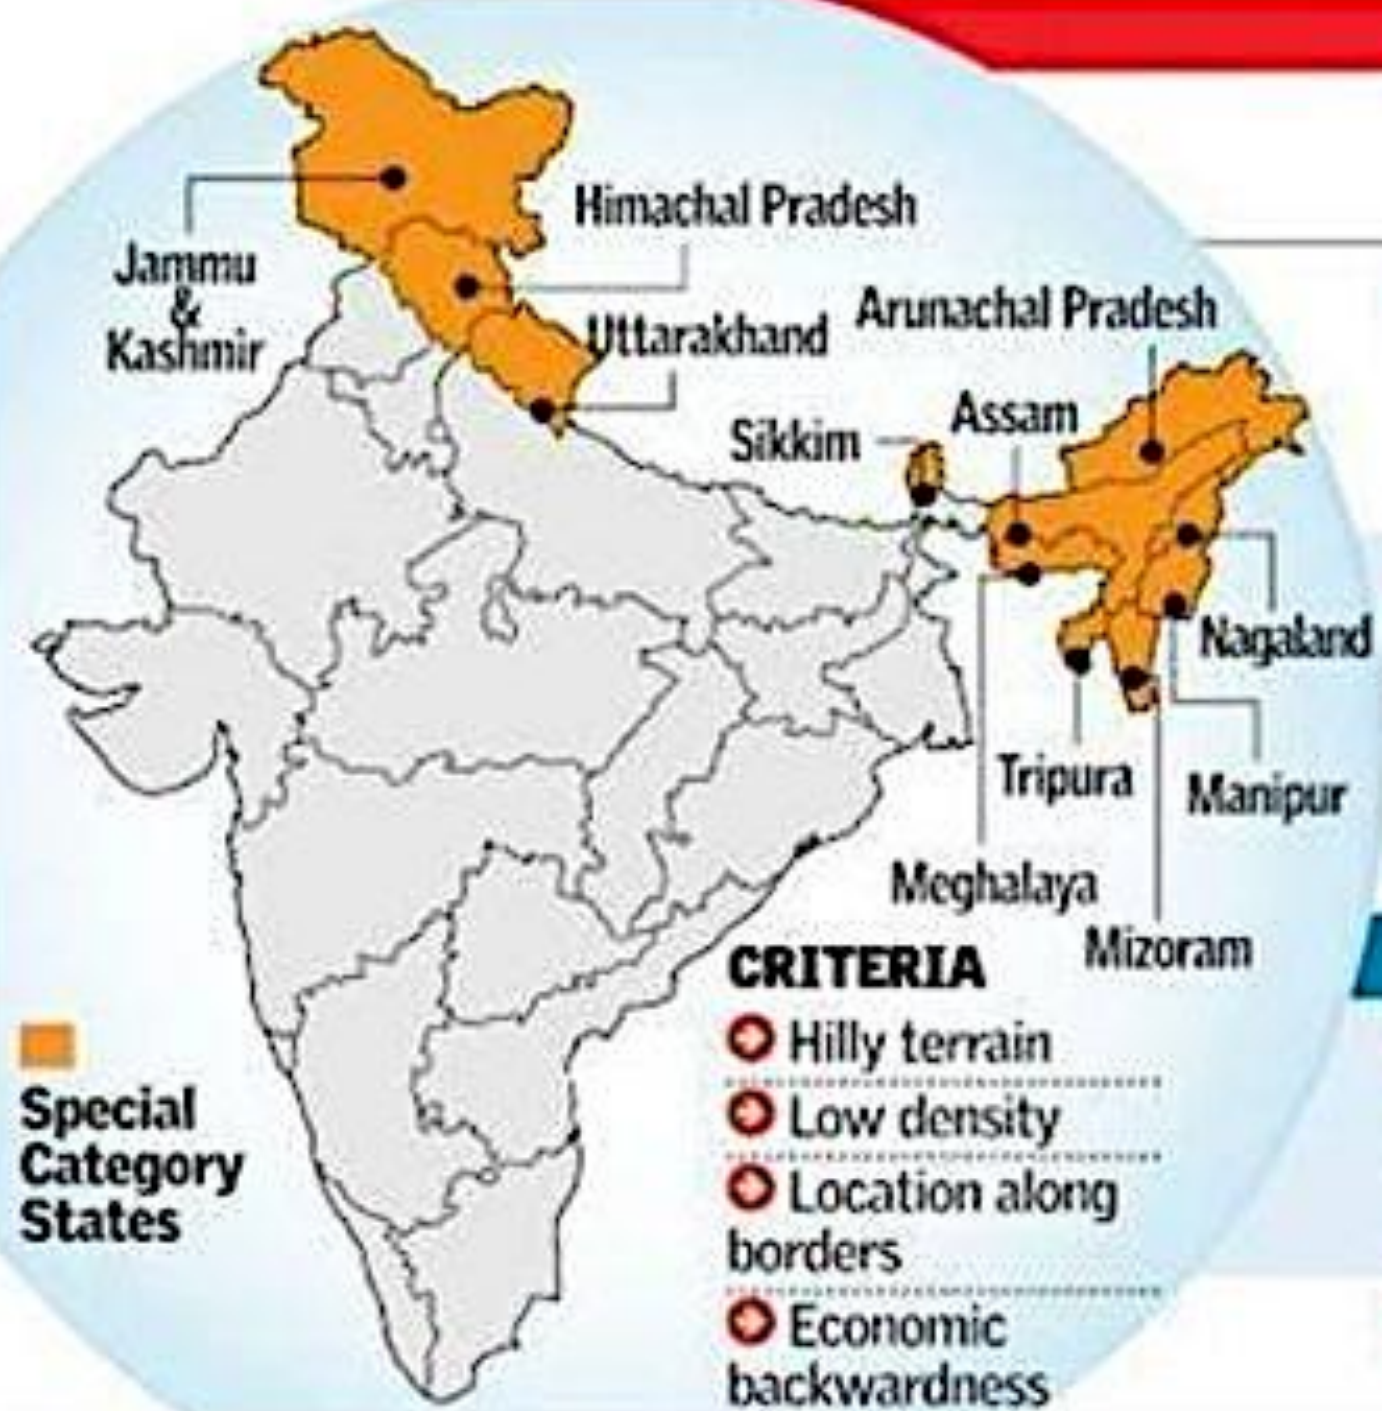 Jammu
&
Kashmir
Himachal Pradesh
Uttarakhand
Arunachal Pradesh
Sikkim
Assam
Nagaland
Tripura
Manipur
Meghalaya
Mizoram
Special
Category
States
CRITERIA
Hilly terrain
Low density
Location along
borders
Economic
backwardness